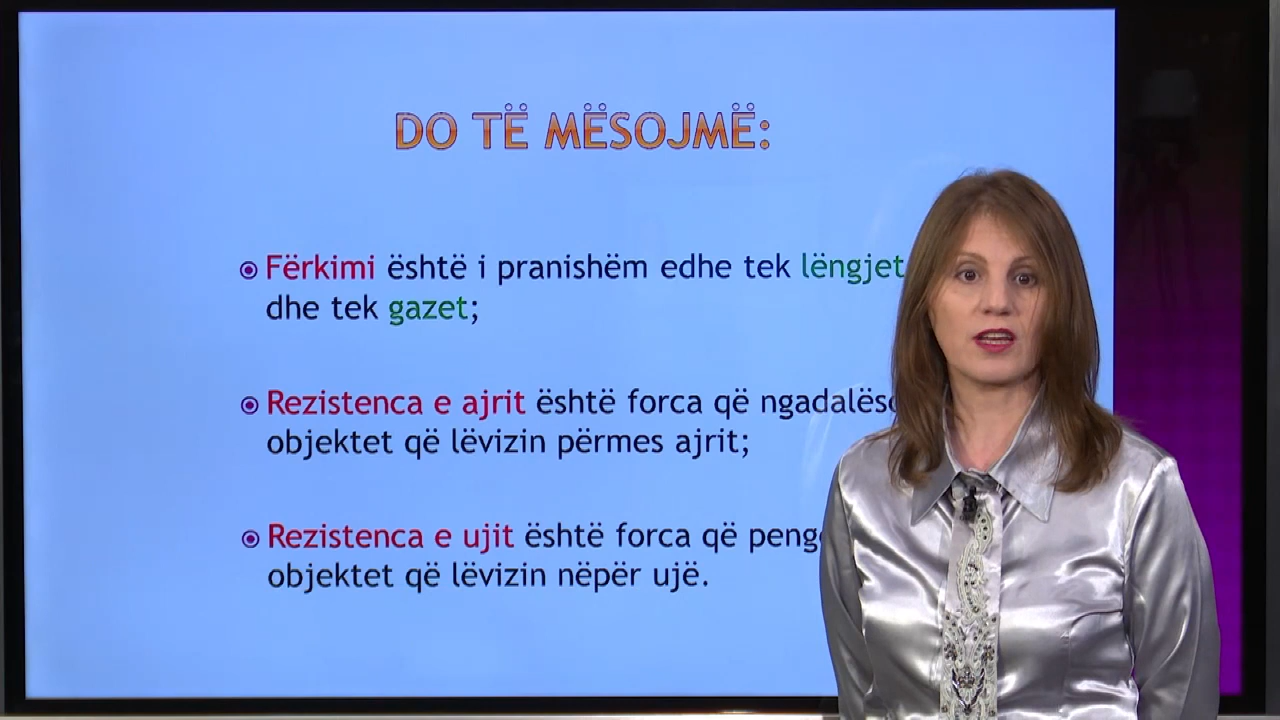 DO TË MËSOJMË:
Fërkimi është i pranishëm edhe tek lëngjet
dhe tek gazet;
Rezistenca e ajrit është forca që
objektet që lëvizin përmes ajrit;
Rezistenca e ujit është forca që
objektet që lëvizin nëpër ujë.